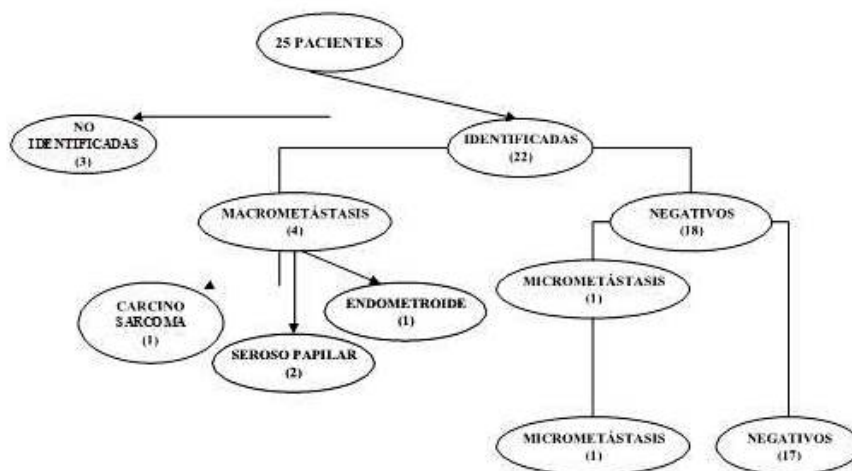 25 PACIENTES
NO
IDENTIFICADAS
(3)
IDENTIFICADAS
(22)
MACROMETÁSTASIS
(4)
NEGATIVOS
(18)
CARCINO
SARCOMA
(1)
SEROSO PAPILAR
(2)
ENDOMETROIDE
(1)
MICROMETÁSTASIS
(1)
MICROMETÁSTASIS
(1)
NEGATIVOS
(17)